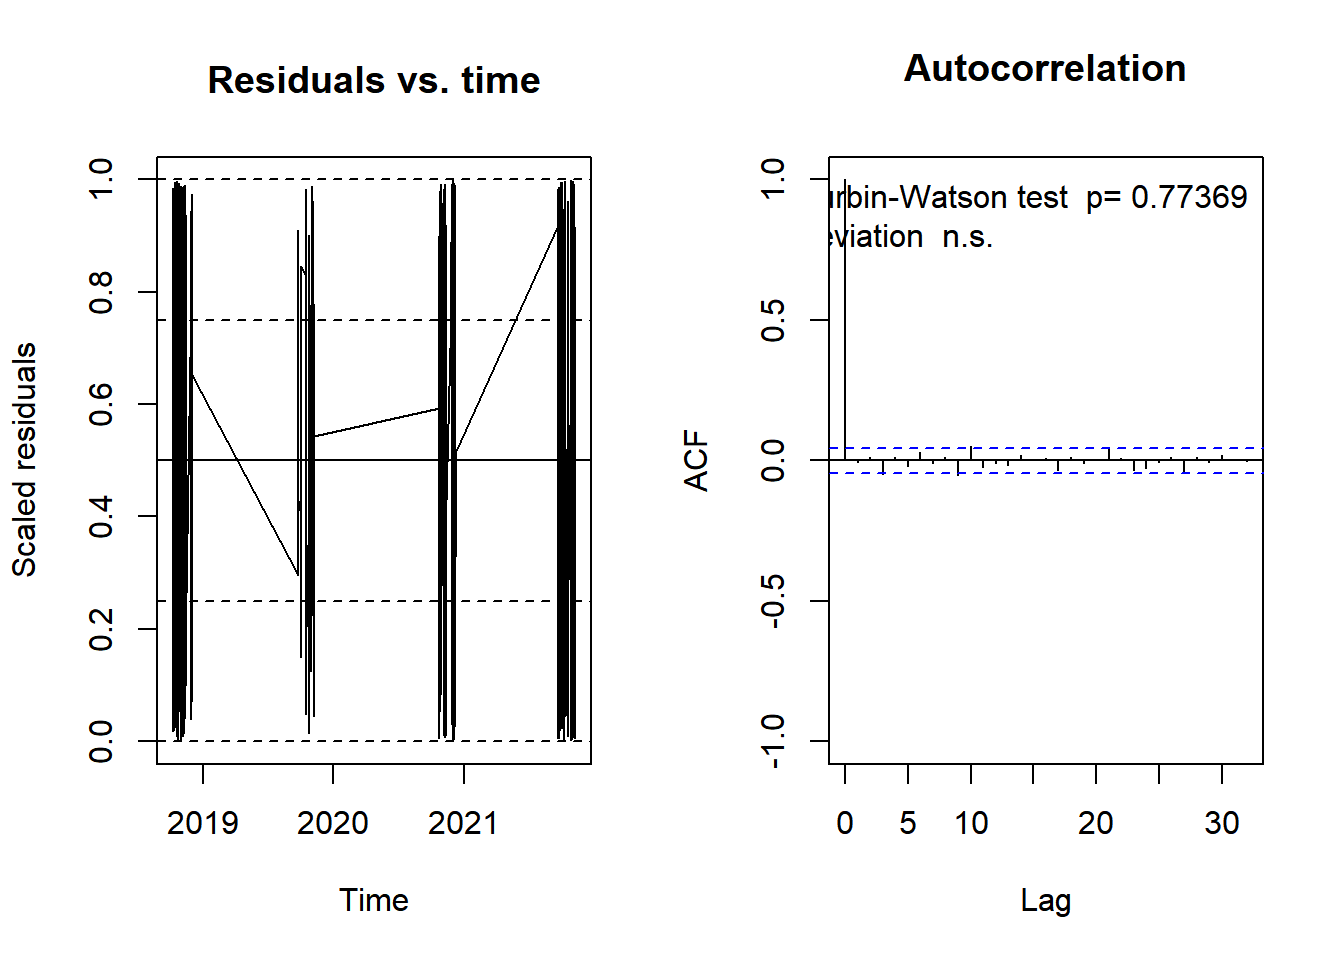 Residuals vs. time
Scaled residuals
1.0
0.8
0.6
0.4
0.2
0.0
2019 2020 2021
Time
Autocorrelation
urbin-Watson test p= 0.77369
eviation n.s.
ACF
1.0
0.5
0.0
-0.5
-1.0
0 5 10 20 30
Lag